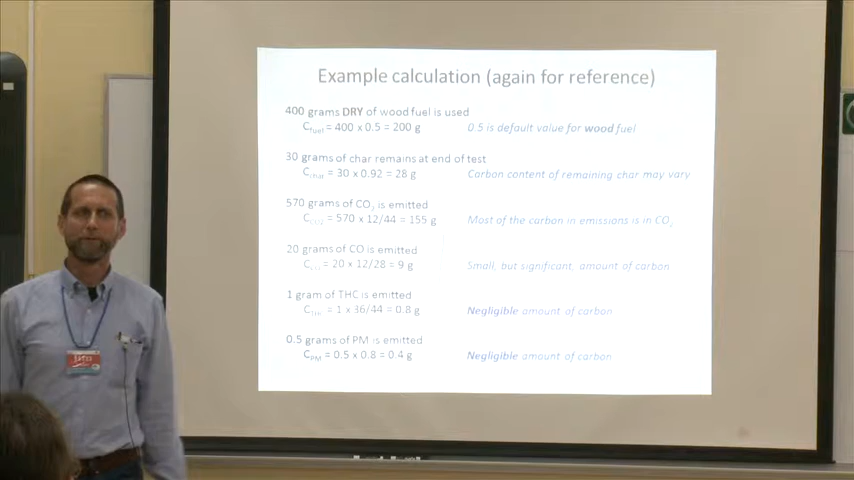 Example calculation (again for reference)
400 grams DRY of wood fuel is used
Cfuel = 400 x 0.5 = 200 g 0.5 is default value for wood fuel
30 grams of char remains at end of test
Cchar = 30 x 0.92 = 28 g Carbon content of remaining char may vary
570 grams of CO2 is emitted
CCO2 = 570 x 12/44 = 155 g Most of the carbon in emissions is in CO2
20 grams of CO is emitted
CCO = 20 x 12/28 = 9 g Small, but significant, amount of carbon
1 gram of THC is emitted
CTHC = 1 x 36/44 = 0.8 g Negligible amount of carbon
0.5 grams of PM is emitted
CPM = 0.5 x 0.8 = 0.4 g Negligible amount of carbon
Jim